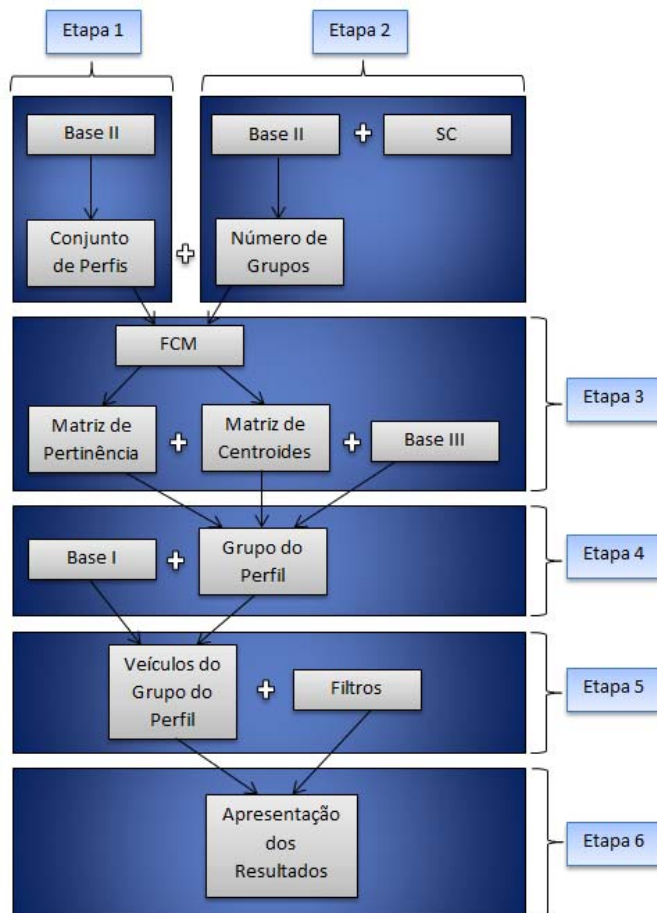 Etapa 1
Etapa 2
Base II
Base II
SC
Conjunto
de Perfis
Número de
Grupos
FCM
Matriz de
Pertinência
Matriz de
Centroides
Base III
Etapa 3
Base I
Grupo do
Perfil
Etapa 4
Veículos do
Grupo do
Perfil
Filtros
Etapa 5
Apresentação
dos
Resultados
Etapa 6